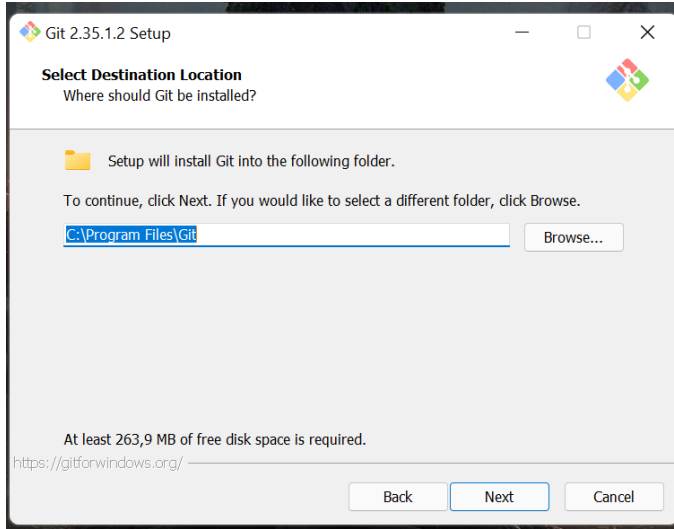 Git 2.35.1.2 Setup
Select Destination Location
Where should Git be installed?
Setup will install Git into the following folder.
To continue, click Next. If you would like to select a different folder, click Browse.
C:\Program Files\Git
Browse...
At least 263,9 MB of free disk space is required.
https://gitforwindows.org/
Back
Next
Cancel